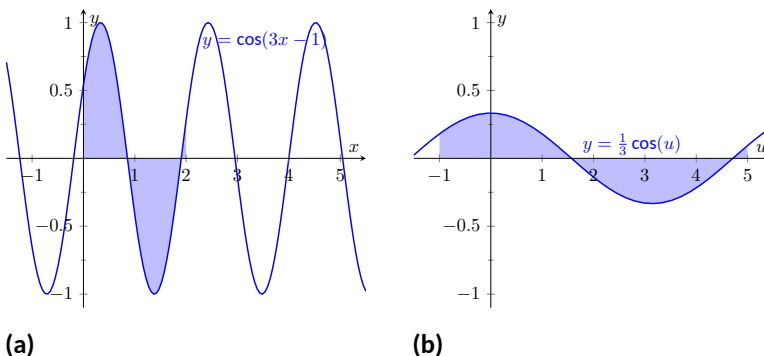 1 y 1 y
y = cos(3x − 1)
0.5 0.5
y = 1/3 cos(u)
x u
−1 1 2 3 4 5 −1 1 2 3 4 5
−0.5 −0.5
−1 −1
(a) (b)